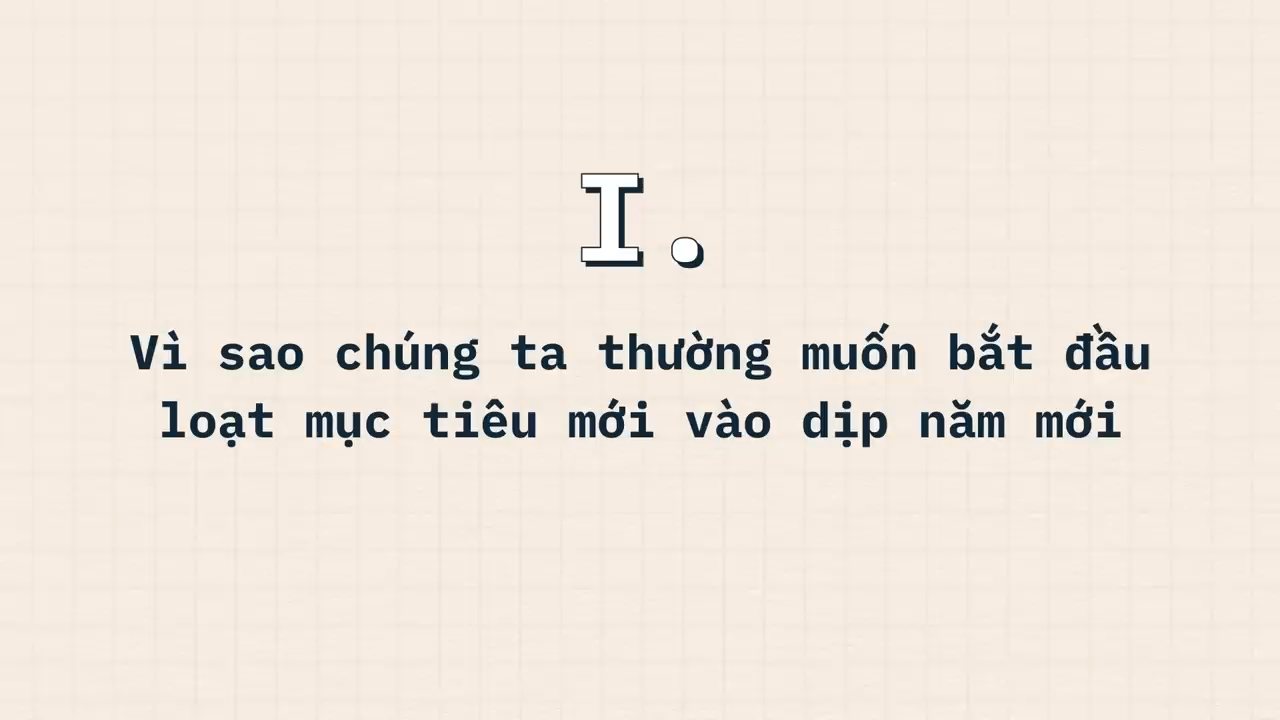 I.
Vì sao chúng ta thường muốn bắt đầu
loạt mục tiêu mới vào dịp năm mới